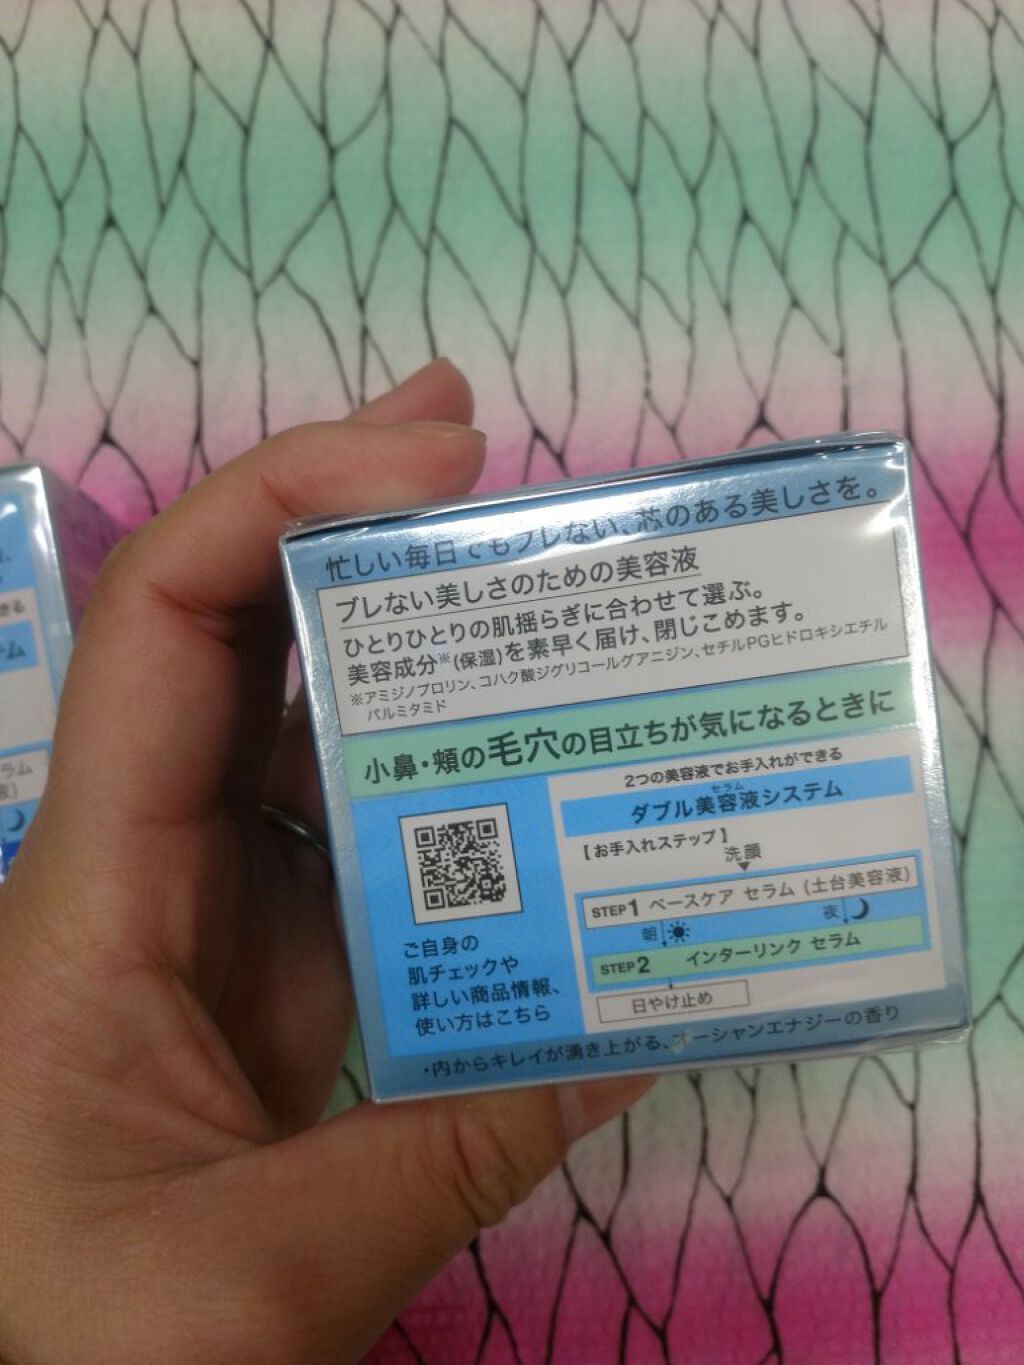 忙しい毎日でもブレない、芯のある美しさを。
ブレない美しさのための美容液
ひとりひとりの肌揺らぎに合わせて選ぶ。
美容成分※(保湿)を素早く届け、閉じこめます。
※アミジノプロリン、コハク酸ジグリコールグアニジン、セチルPGヒドロキシエチル
パルミタミド
小鼻・頬の毛穴の目立ちが気になるときに
2つの美容液でお手入れができる
セラム
ダブル美容液システム
【お手入れステップ】
洗顔
STEP1 ベースケア セラム (土台美容液)
朝
夜
STEP2 インターリンク セラム
日やけ止め
ご自身の
肌チェックや
詳しい商品情報、
使い方はこちら
・内からキレイが湧き上がる、オーシャンエナジーの香り
きる
テム
ラム
液)